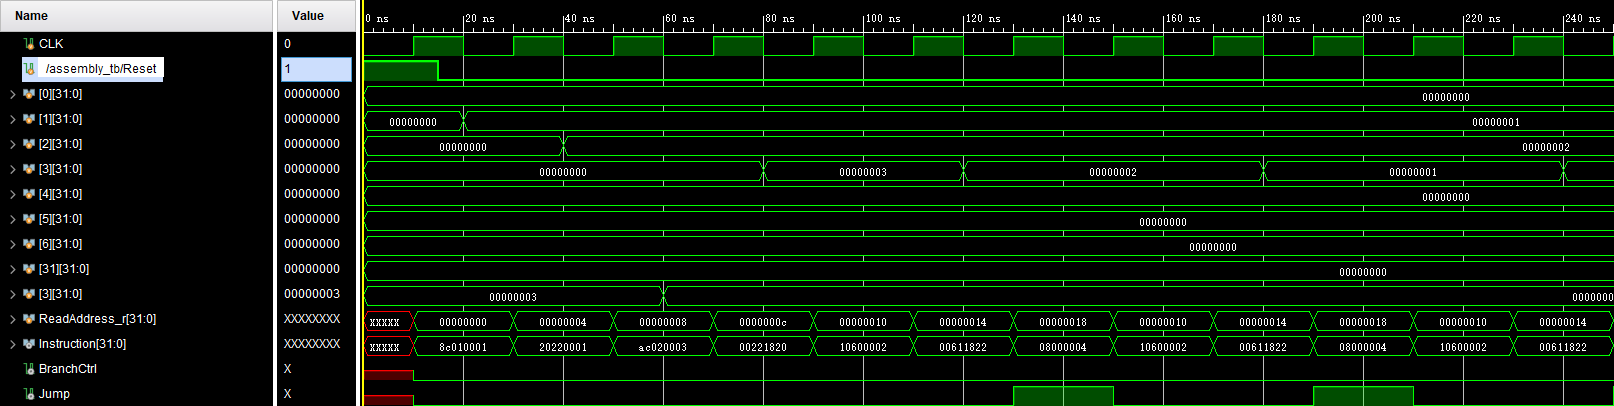 Name Value 0 ns 20 ns 40 ns 60 ns 80 ns 100 ns 120 ns 140 ns 160 ns 180 ns 200 ns 220 ns 240 ns
CLK 0
/assembly_tb/Reset 1
[0][31:0] 00000000 00000000
[1][31:0] 00000000 00000000 00000001
[2][31:0] 00000000 00000000 00000002
[3][31:0] 00000000 00000000 00000003 00000002 00000001
[4][31:0] 00000000 00000000
[5][31:0] 00000000 00000000
[6][31:0] 00000000 00000000
[31][31:0] 00000000 00000000
[3][31:0] 00000003 00000003 0000000
ReadAddress_r[31:0] XXXXXXXX XXXXX 00000000 00000004 00000008 0000000c 00000010 00000014 00000018 00000010 00000014 00000018 00000010 00000014
Instruction[31:0] XXXXXXXX XXXXX 8c010001 20220001 ac020003 00221820 10600002 00611822 08000004 10600002 00611822 08000004 10600002 00611822
BranchCtrl X
Jump X